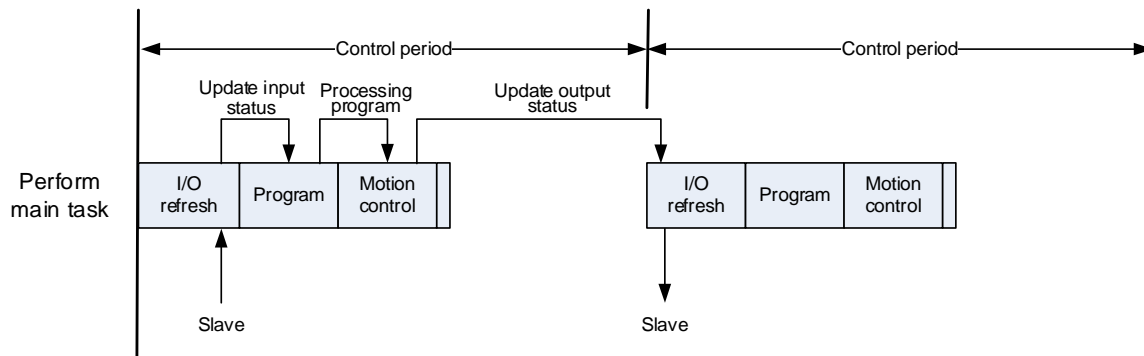 Control period
Control period
Update input
status
Processing
program
Update output
status
Perform
main task
I/O
refresh
Program
Motion
control
I/O
refresh
Program
Motion
control
Slave
Slave